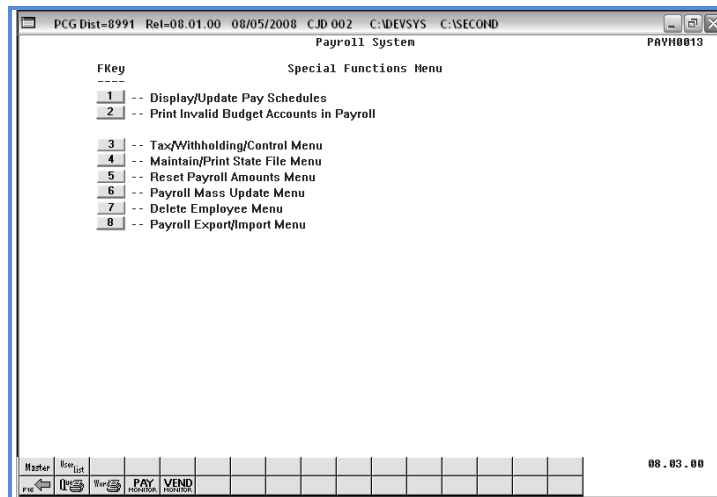 PCG Dist=8991 Rel=08.01.00 08/05/2008 CJD 002 C:\DEVSYS C:\SECOND
Payroll System PAYM0013
FKey Special Functions Menu
----
1 -- Display/Update Pay Schedules
2 -- Print Invalid Budget Accounts in Payroll
3 -- Tax/Withholding/Control Menu
4 -- Maintain/Print State File Menu
5 -- Reset Payroll Amounts Menu
6 -- Payroll Mass Update Menu
7 -- Delete Employee Menu
8 -- Payroll Export/Import Menu
Master User List 08.03.00
F16 Que Word PAY MONITOR VEND MONITOR